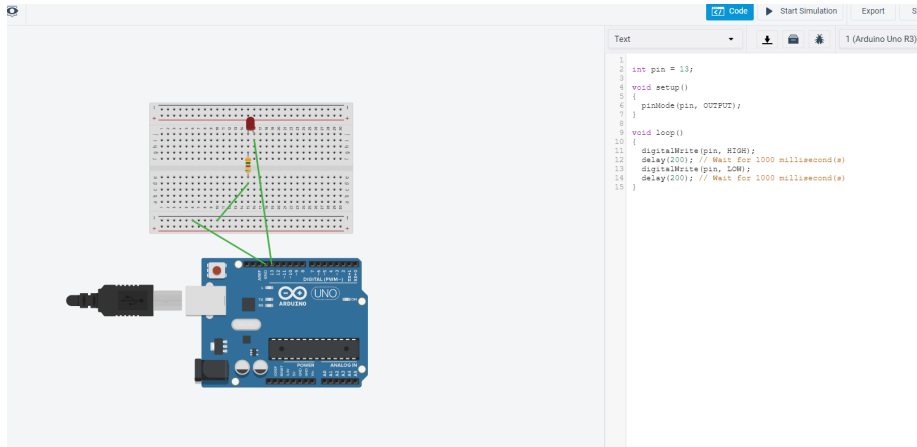 Code
Start Simulation
Export
S
Text
1 (Arduino Uno R3)
1
2 int pin = 13;
3
4 void setup()
5 {
6 pinMode(pin, OUTPUT);
7 }
8
9 void loop()
10 {
11 digitalWrite(pin, HIGH);
12 delay(200); // Wait for 1000 millisecond(s)
13 digitalWrite(pin, LOW);
14 delay(200); // Wait for 1000 millisecond(s)
15 }
DIGITAL (PWM~)
UNO
ARDUINO
POWER
ANALOG IN